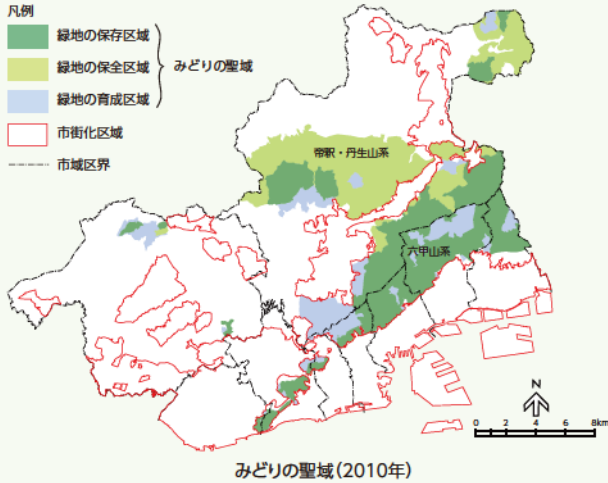 凡例
緑地の保存区域
緑地の保全区域
緑地の育成区域
みどりの聖域
市街化区域
市域区界
帝釈・丹生山系
六甲山系
N
0 2 4 6 8km
みどりの聖域(2010年)